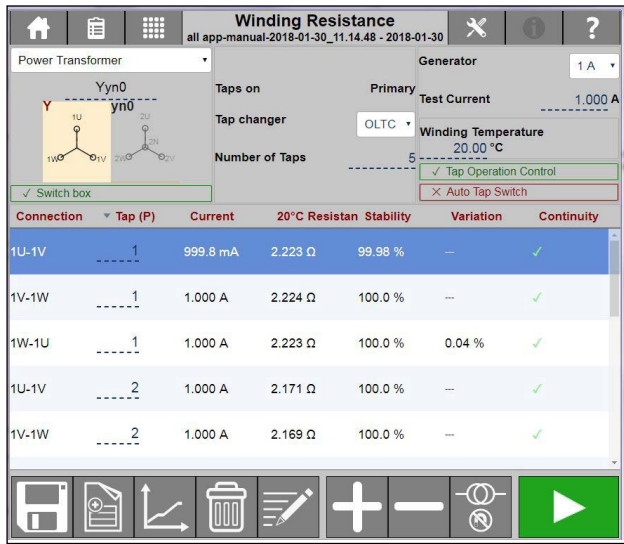 Winding Resistance
all app-manual-2018-01-30_11.14.48 - 2018-01-30
i
?
Power Transformer
Yyn0
Y
yn0
1U
1W
1V
2U
2N
2W
2V
✓ Switch box
Taps on Primary
Tap changer OLTC
Number of Taps 5
Generator 1 A
Test Current 1.000 A
Winding Temperature
20.00 °C
✓ Tap Operation Control
✕ Auto Tap Switch
Connection Tap (P) Current 20°C Resistan Stability Variation Continuity
1U-1V 1 999.8 mA 2.223 Ω 99.98 % --- ✓
1V-1W 1 1.000 A 2.224 Ω 100.0 % --- ✓
1W-1U 1 1.000 A 2.223 Ω 100.0 % 0.04 % ✓
1U-1V 2 1.000 A 2.171 Ω 100.0 % --- ✓
1V-1W 2 1.000 A 2.169 Ω 100.0 % --- ✓